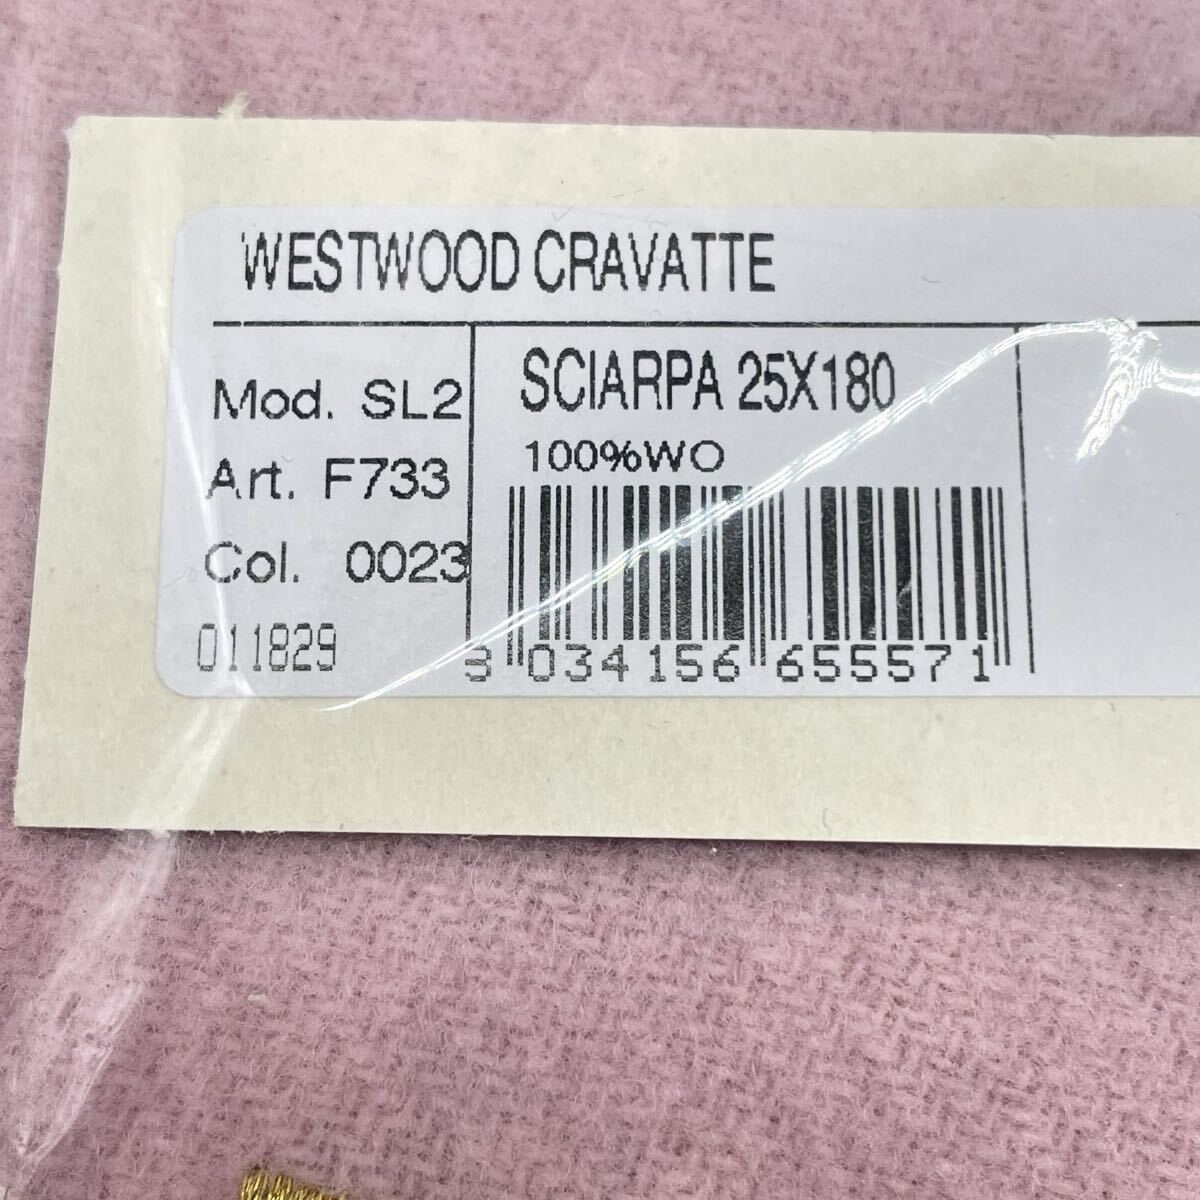 WESTWOOD CRAVATTE
Mod. SL2
Art. F733
Col. 0023
011829
SCIARPA 25X180
100%WO
3 034156 655571